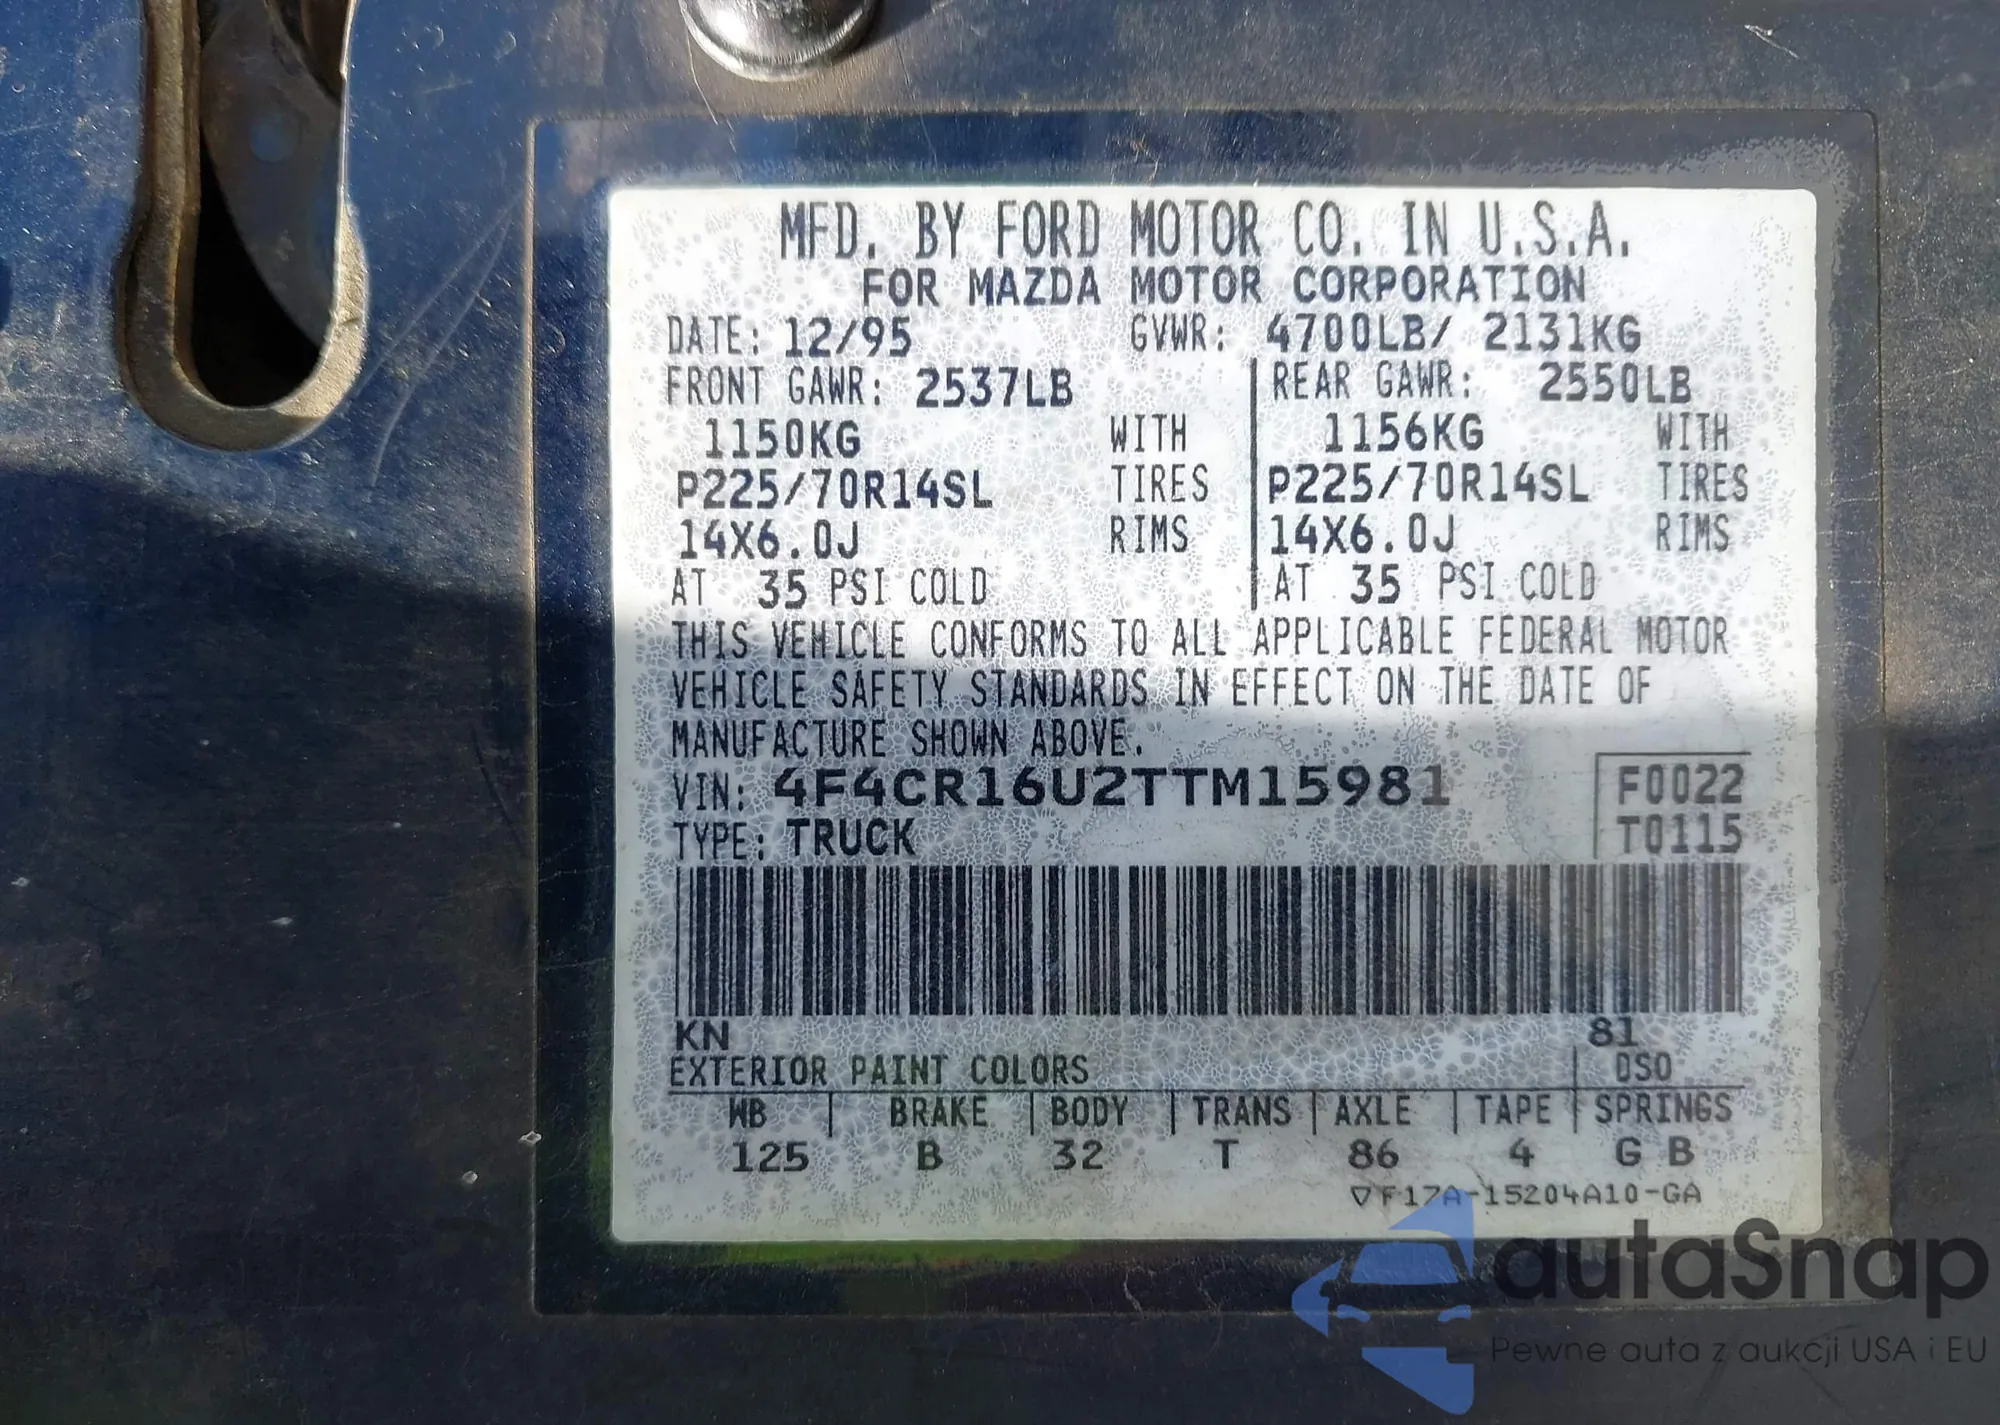 MFD. BY FORD MOTOR CO. IN U.S.A.
FOR MAZDA MOTOR CORPORATION
DATE: 12/95 GVWR: 4700LB/ 2131KG
FRONT GAWR: 2537LB REAR GAWR: 2550LB
1150KG WITH 1156KG WITH
P225/70R14SL TIRES P225/70R14SL TIRES
14X6.0J RIMS 14X6.0J RIMS
AT 35 PSI COLD AT 35 PSI COLD
THIS VEHICLE CONFORMS TO ALL APPLICABLE FEDERAL MOTOR
VEHICLE SAFETY STANDARDS IN EFFECT ON THE DATE OF
MANUFACTURE SHOWN ABOVE.
VIN: 4F4CR16U2TTM15981 F0022
TYPE: TRUCK T0115
KN 81
EXTERIOR PAINT COLORS DSO
WB BRAKE BODY TRANS AXLE TAPE SPRINGS
125 B 32 T 86 4 G B
▽F17A-15204A10-GA
autaSnap
Pewne auta z aukcji USA i EU